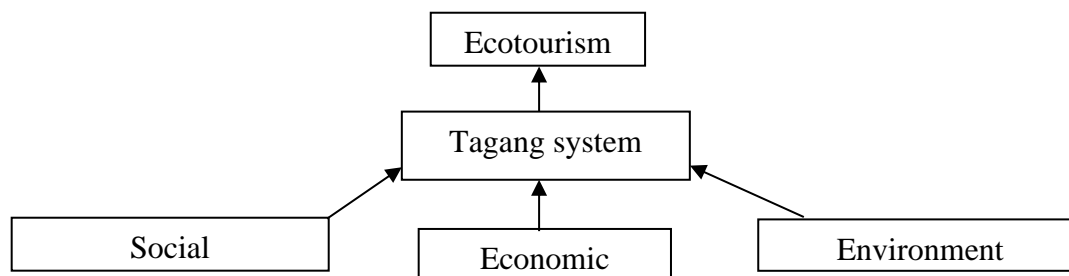 Ecotourism
Tagang system
Social
Economic
Environment